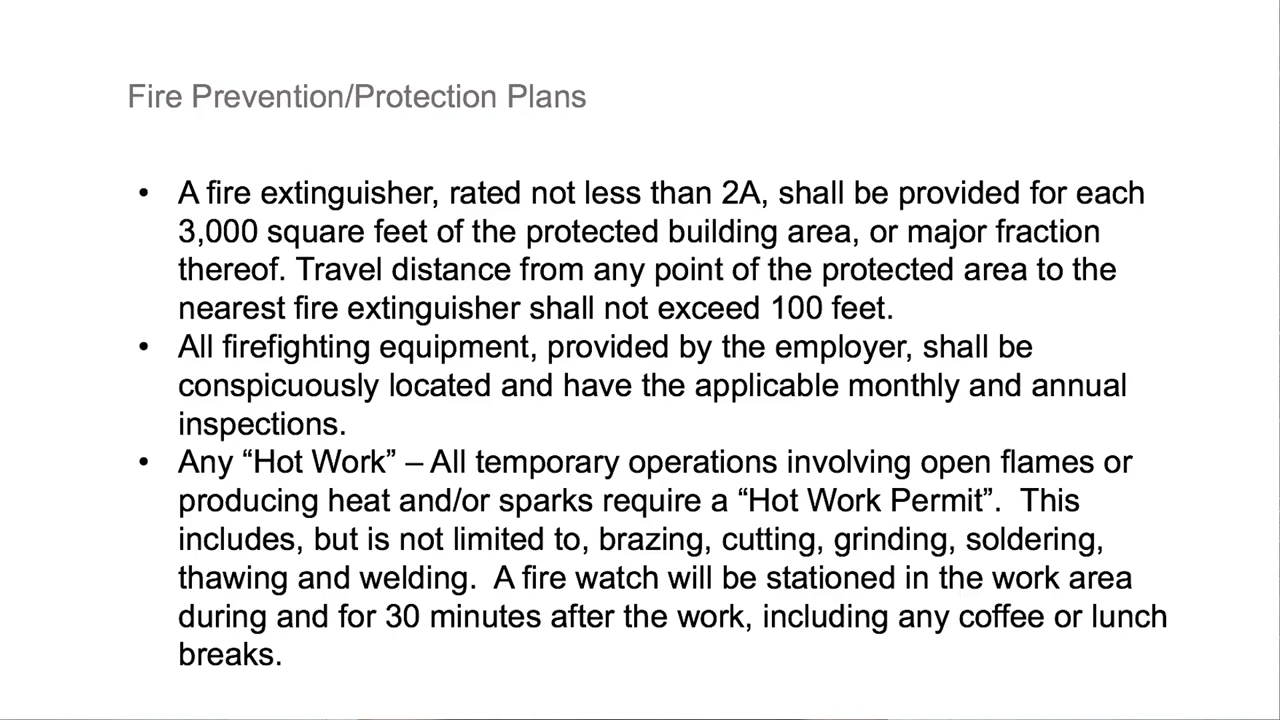 Fire Prevention/Protection Plans
• A fire extinguisher, rated not less than 2A, shall be provided for each
3,000 square feet of the protected building area, or major fraction
thereof. Travel distance from any point of the protected area to the
nearest fire extinguisher shall not exceed 100 feet.
• All firefighting equipment, provided by the employer, shall be
conspicuously located and have the applicable monthly and annual
inspections.
• Any “Hot Work” – All temporary operations involving open flames or
producing heat and/or sparks require a “Hot Work Permit”.  This
includes, but is not limited to, brazing, cutting, grinding, soldering,
thawing and welding.  A fire watch will be stationed in the work area
during and for 30 minutes after the work, including any coffee or lunch
breaks.